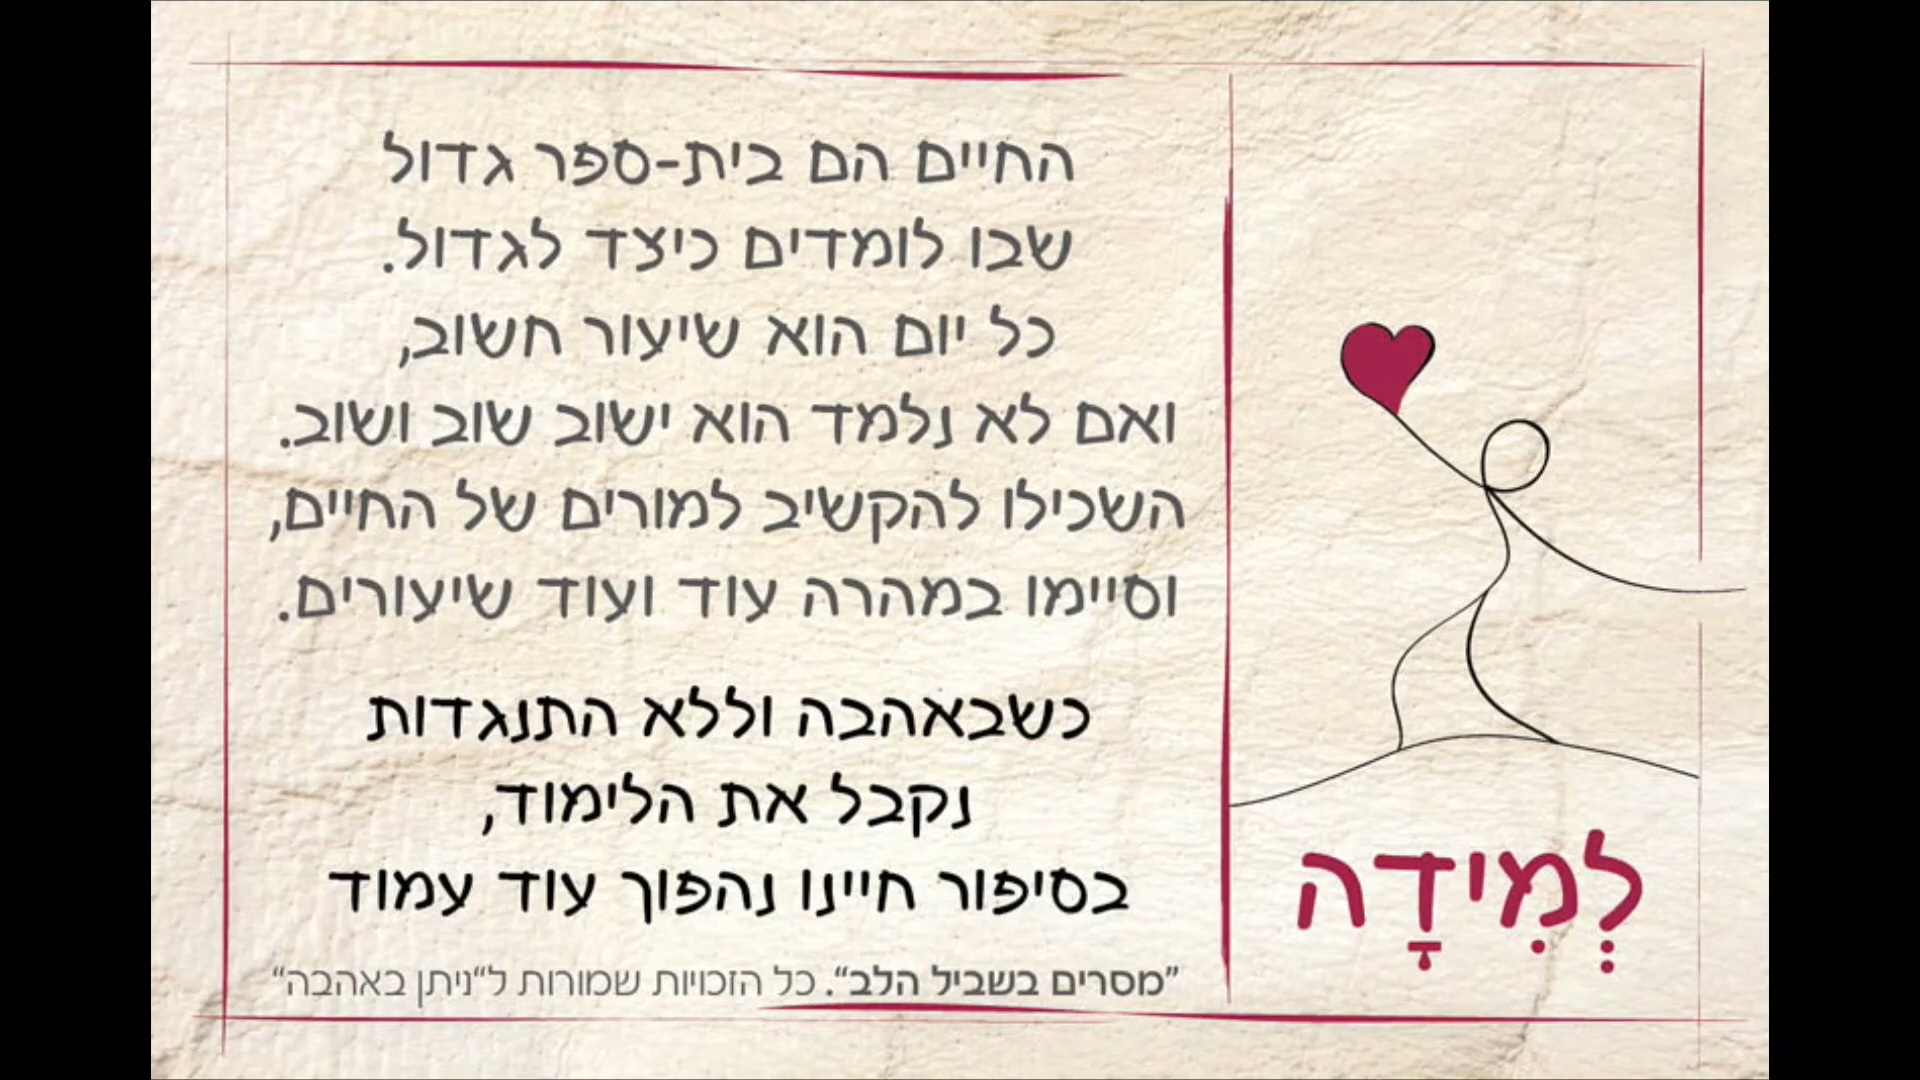 החיים הם בית-ספר גדול
שבו לומדים כיצד לגדול.
כל יום הוא שיעור חשוב,
ואם לא נלמד הוא ישוב שוב ושוב.
השכילו להקשיב למורים של החיים,
וסיימו במהרה עוד ועוד שיעורים.
כשבאהבה וללא התנגדות
נקבל את הלימוד,
בסיפור חיינו נהפוך עוד עמוד
"מסרים בשביל הלב". כל הזכויות שמורות ל"ניתן באהבה"
לְמִידָה